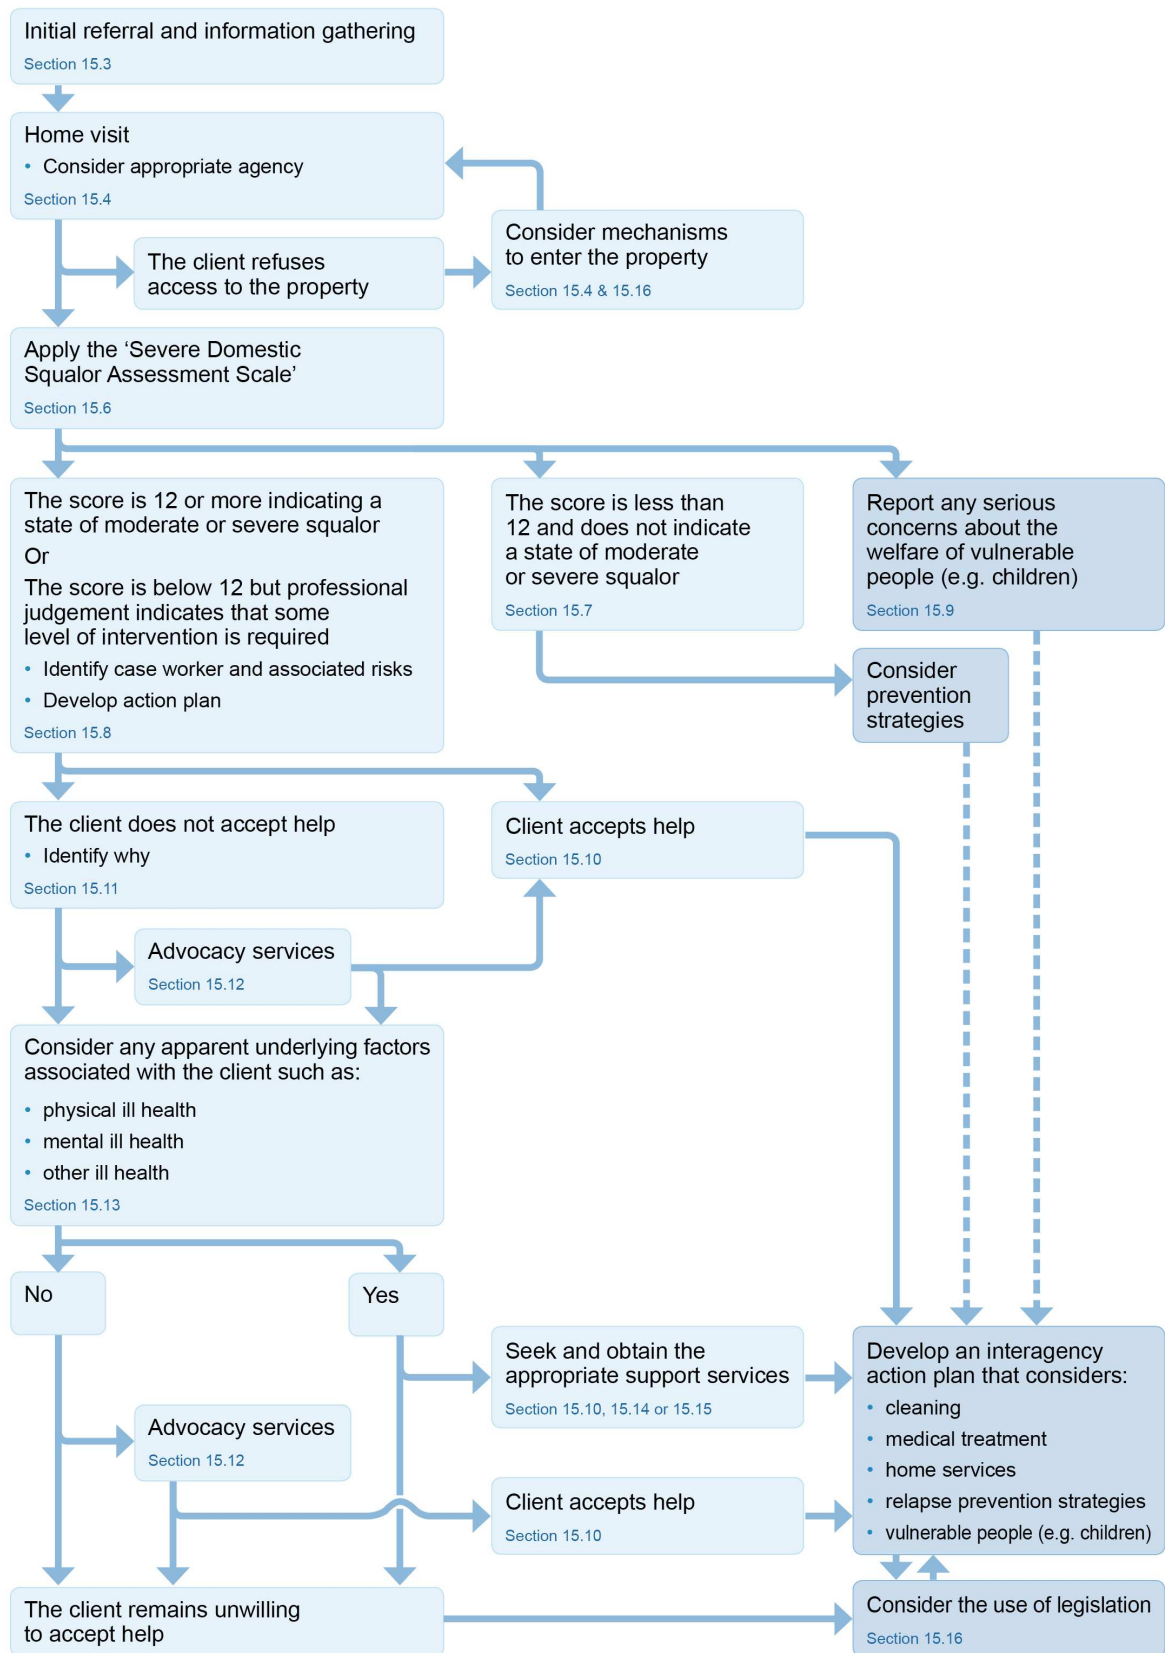 Initial referral and information gathering
Section 15.3
Home visit
• Consider appropriate agency
Section 15.4
The client refuses
access to the property
Consider mechanisms
to enter the property
Section 15.4 & 15.16
Apply the ‘Severe Domestic
Squalor Assessment Scale’
Section 15.6
The score is 12 or more indicating a
state of moderate or severe squalor
Or
The score is below 12 but professional
judgement indicates that some
level of intervention is required
• Identify case worker and associated risks
• Develop action plan
Section 15.8
The score is less than
12 and does not indicate
a state of moderate
or severe squalor
Section 15.7
Report any serious
concerns about the
welfare of vulnerable
people (e.g. children)
Section 15.9
Consider
prevention
strategies
The client does not accept help
• Identify why
Section 15.11
Client accepts help
Section 15.10
Advocacy services
Section 15.12
Consider any apparent underlying factors
associated with the client such as:
• physical ill health
• mental ill health
• other ill health
Section 15.13
No
Yes
Seek and obtain the
appropriate support services
Section 15.10, 15.14 or 15.15
Advocacy services
Section 15.12
Client accepts help
Section 15.10
Develop an interagency
action plan that considers:
• cleaning
• medical treatment
• home services
• relapse prevention strategies
• vulnerable people (e.g. children)
The client remains unwilling
to accept help
Consider the use of legislation
Section 15.16